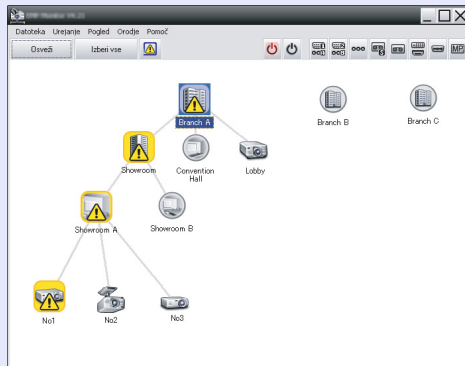 Datoteka Urejanje Pogled Orodje Pomoč
Osveži Izberi vse
MP
Branch A
Branch B
Branch C
Showroom
Convention
Hall
Lobby
Showroom A
Showroom B
No1
No2
No3